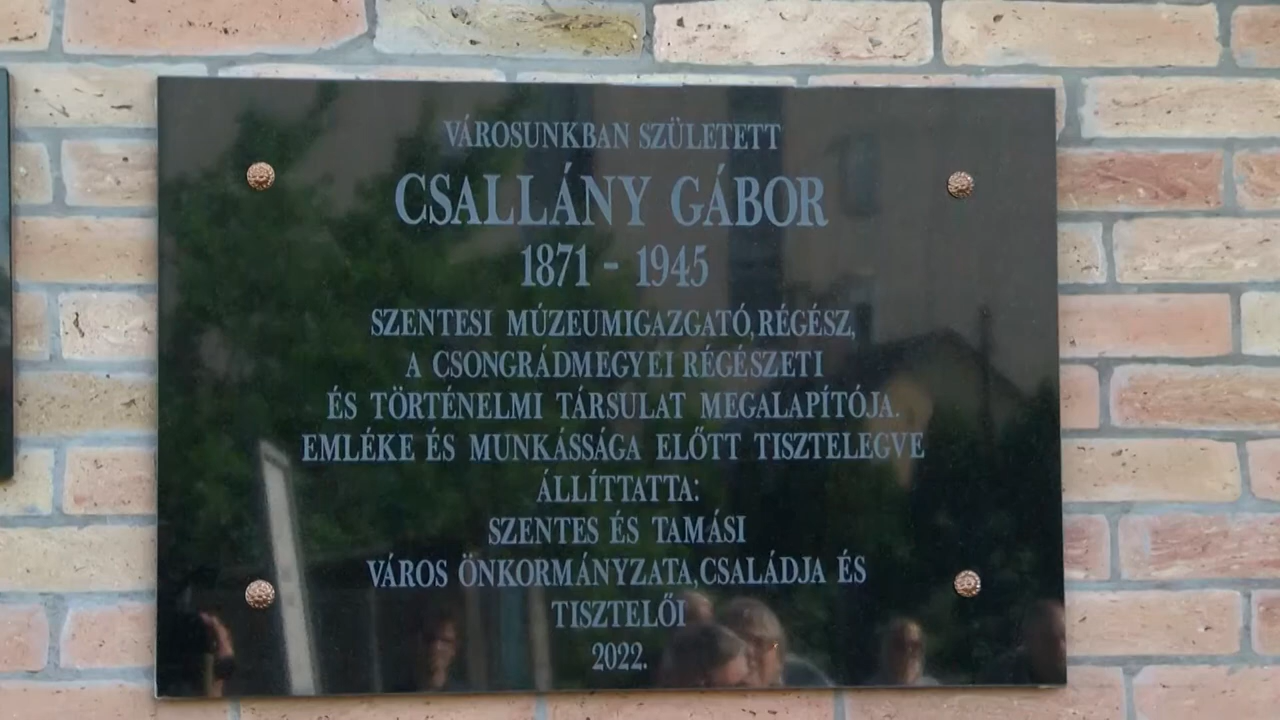 VÁROSUNKBAN SZÜLETETT
CSALLÁNY GÁBOR
1871 - 1945
SZENTESI MÚZEUMIGAZGATÓ,RÉGÉSZ,
A CSONGRÁDMEGYEI RÉGÉSZETI
ÉS TÖRTÉNELMI TÁRSULAT MEGALAPÍTÓJA.
EMLÉKE ÉS MUNKÁSSÁGA ELŐTT TISZTELEGVE
ÁLLÍTTATTA:
SZENTES ÉS TAMÁSI
VÁROS ÖNKORMÁNYZATA,CSALÁDJA ÉS
TISZTELŐI
2022.